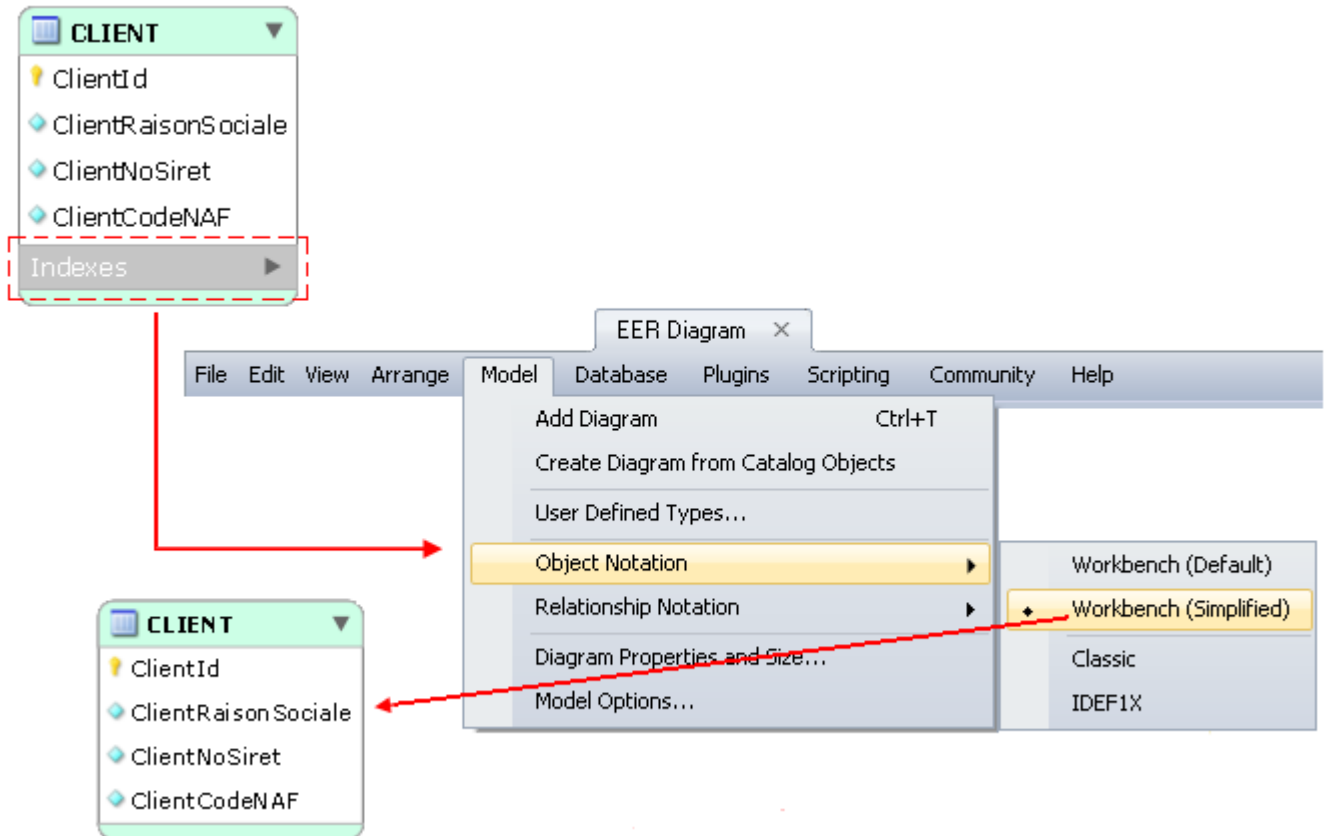 CLIENT
ClientId
ClientRaisonSociale
ClientNoSiret
ClientCodeNAF
Indexes
EER Diagram
File Edit View Arrange Model Database Plugins Scripting Community Help
Add Diagram Ctrl+T
Create Diagram from Catalog Objects
User Defined Types...
Object Notation
Relationship Notation
Diagram Properties and Size...
Model Options...
Workbench (Default)
Workbench (Simplified)
Classic
IDEF1X
CLIENT
ClientId
ClientRaisonSociale
ClientNoSiret
ClientCodeNAF